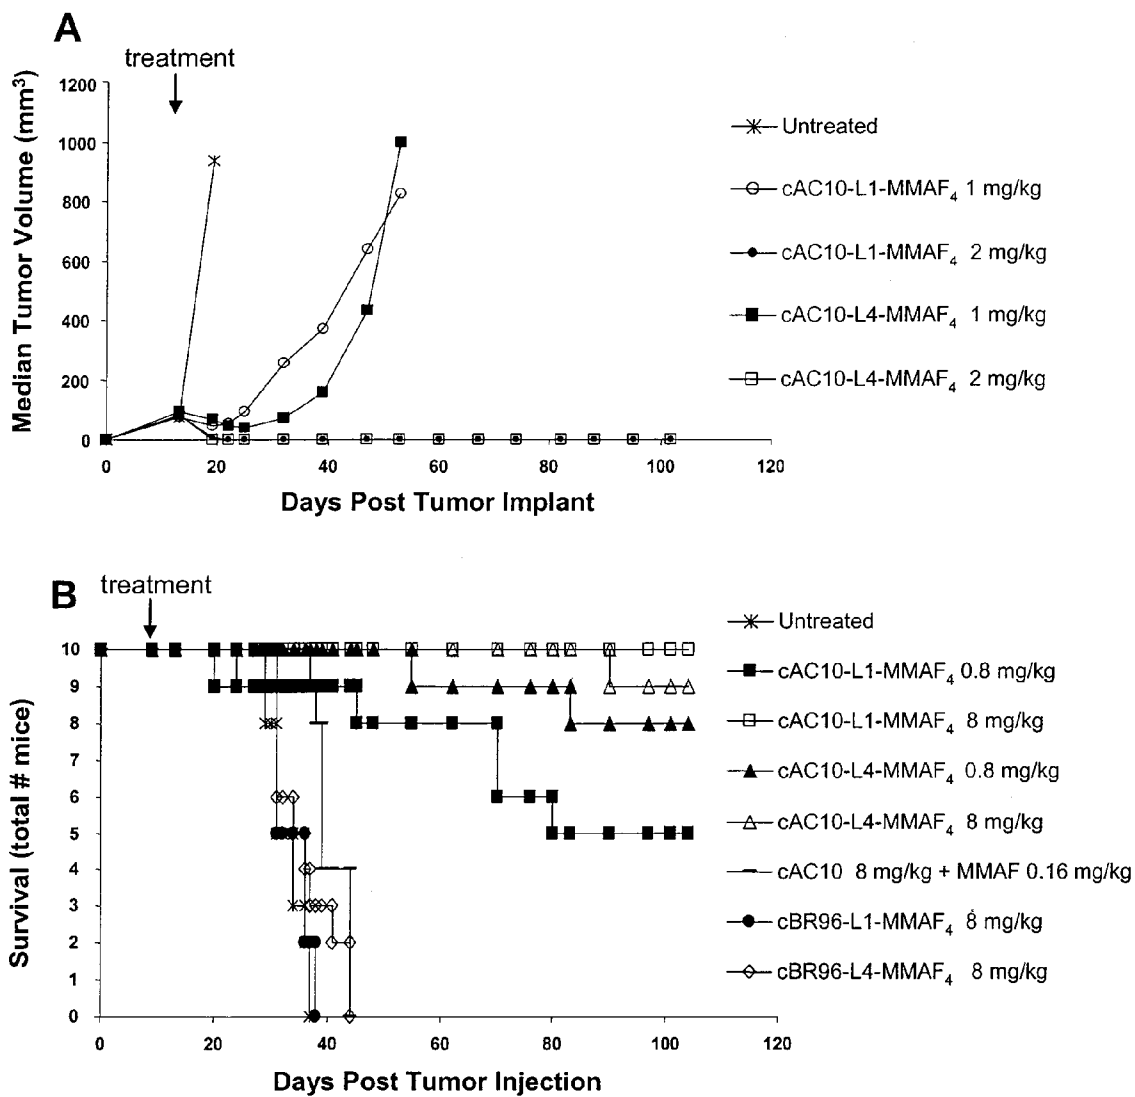 A
treatment
1200
1000
800
600
400
200
0
0 20 40 60 80 100 120
Median Tumor Volume (mm³)
Days Post Tumor Implant
Untreated
cAC10-L1-MMAF₄ 1 mg/kg
cAC10-L1-MMAF₄ 2 mg/kg
cAC10-L4-MMAF₄ 1 mg/kg
cAC10-L4-MMAF₄ 2 mg/kg
B
treatment
10
9
8
7
6
5
4
3
2
1
0
0 20 40 60 80 100 120
Survival (total # mice)
Days Post Tumor Injection
Untreated
cAC10-L1-MMAF₄ 0.8 mg/kg
cAC10-L1-MMAF₄ 8 mg/kg
cAC10-L4-MMAF₄ 0.8 mg/kg
cAC10-L4-MMAF₄ 8 mg/kg
cAC10 8 mg/kg + MMAF 0.16 mg/kg
cBR96-L1-MMAF₄ 8 mg/kg
cBR96-L4-MMAF₄ 8 mg/kg